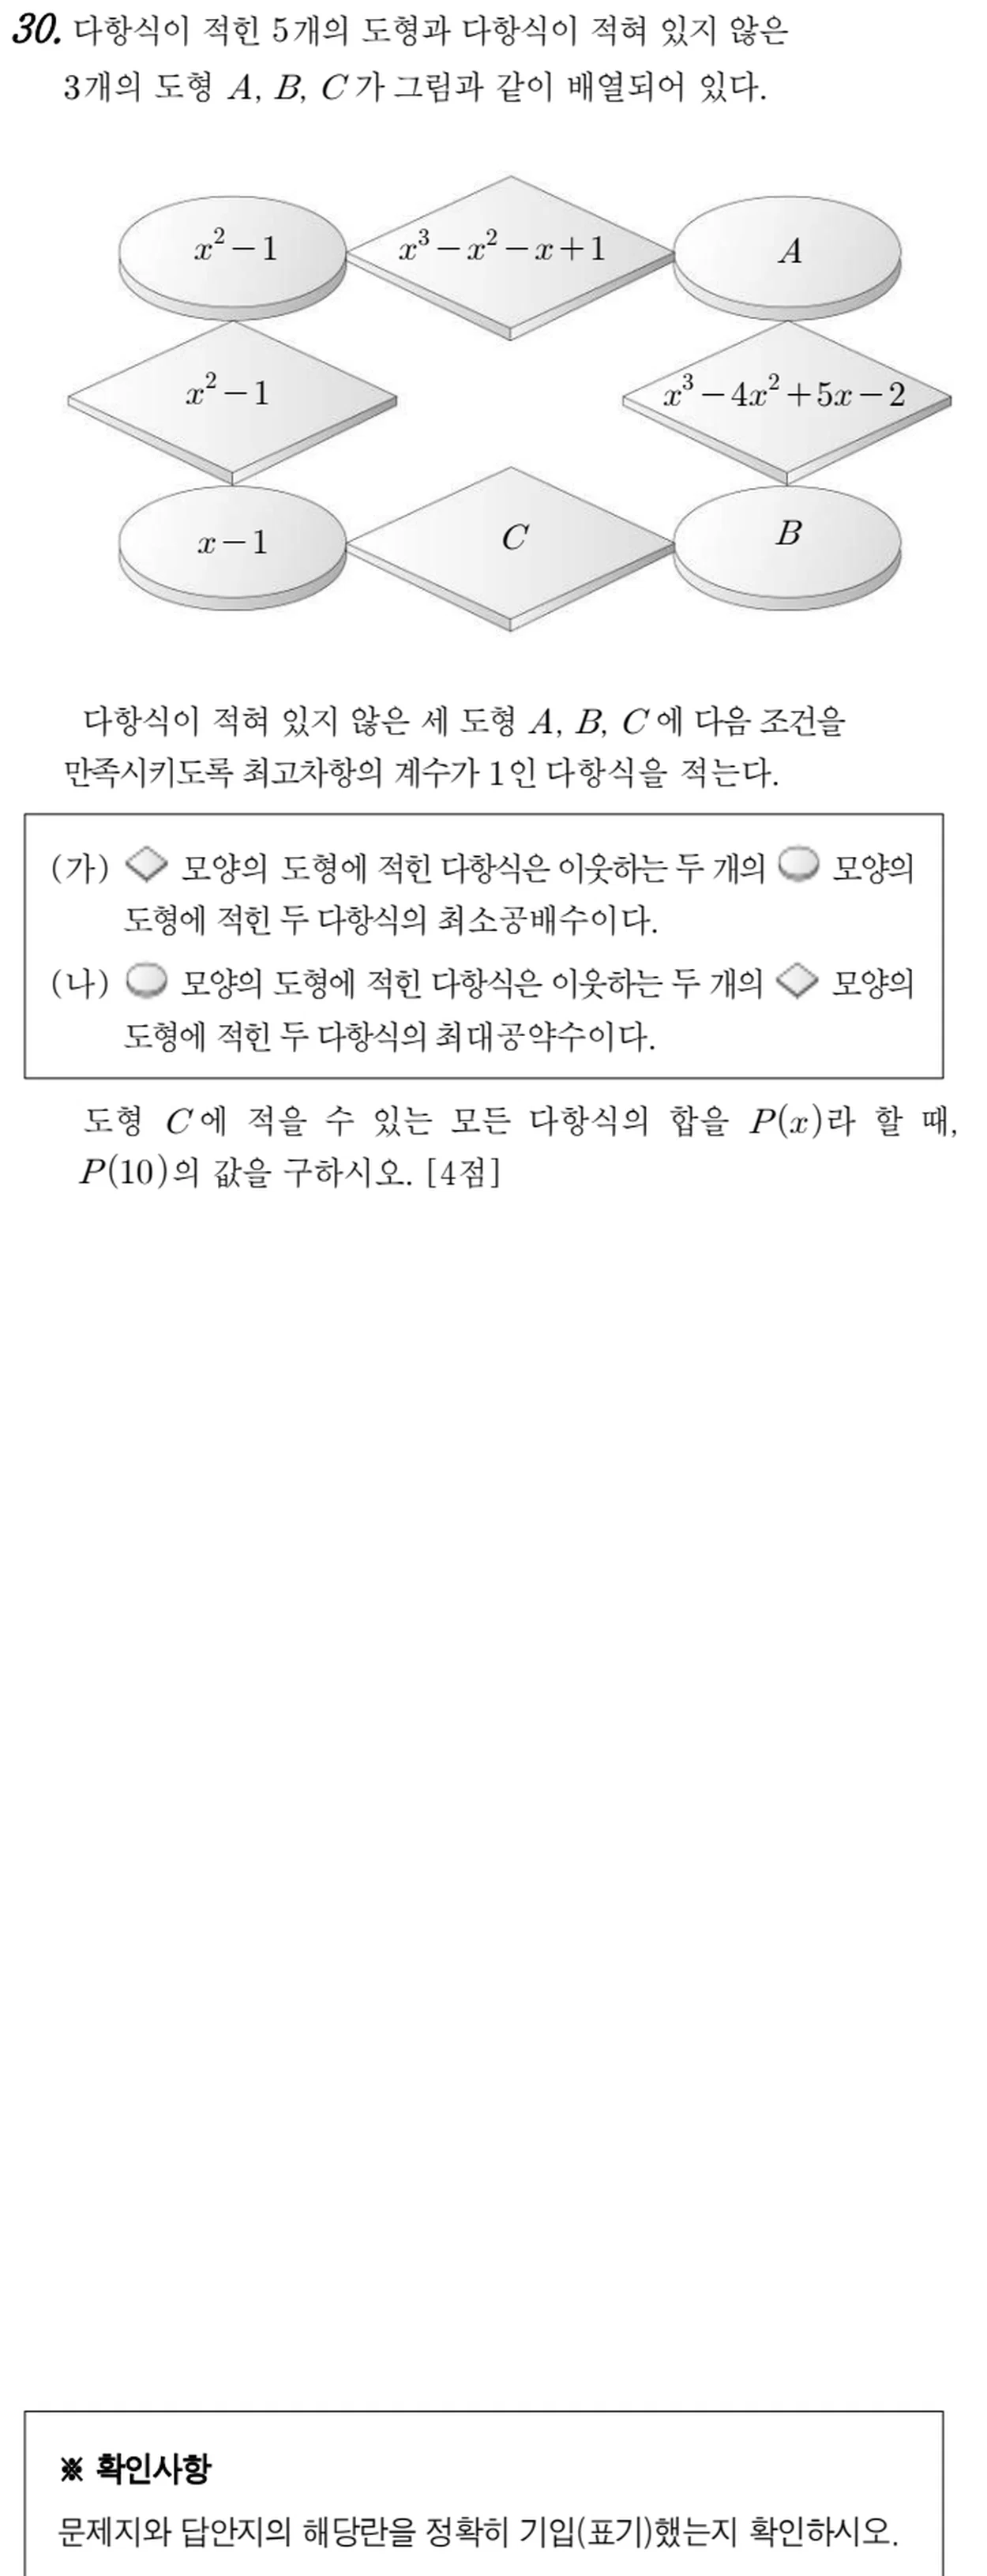 30. 다항식이 적힌 5개의 도형과 다항식이 적혀 있지 않은
3개의 도형 A, B, C가 그림과 같이 배열되어 있다.
x² − 1
x³ − x² − x + 1
A
x² − 1
x³ − 4x² + 5x − 2
x − 1
C
B
다항식이 적혀 있지 않은 세 도형 A, B, C에 다음 조건을
만족시키도록 최고차항의 계수가 1인 다항식을 적는다.
(가) 모양의 도형에 적힌 다항식은 이웃하는 두 개의 모양의
도형에 적힌 두 다항식의 최소공배수이다.
(나) 모양의 도형에 적힌 다항식은 이웃하는 두 개의 모양의
도형에 적힌 두 다항식의 최대공약수이다.
도형 C에 적을 수 있는 모든 다항식의 합을 P(x)라 할 때,
P(10)의 값을 구하시오. [4점]
※ 확인사항
문제지와 답안지의 해당란을 정확히 기입(표기)했는지 확인하시오.